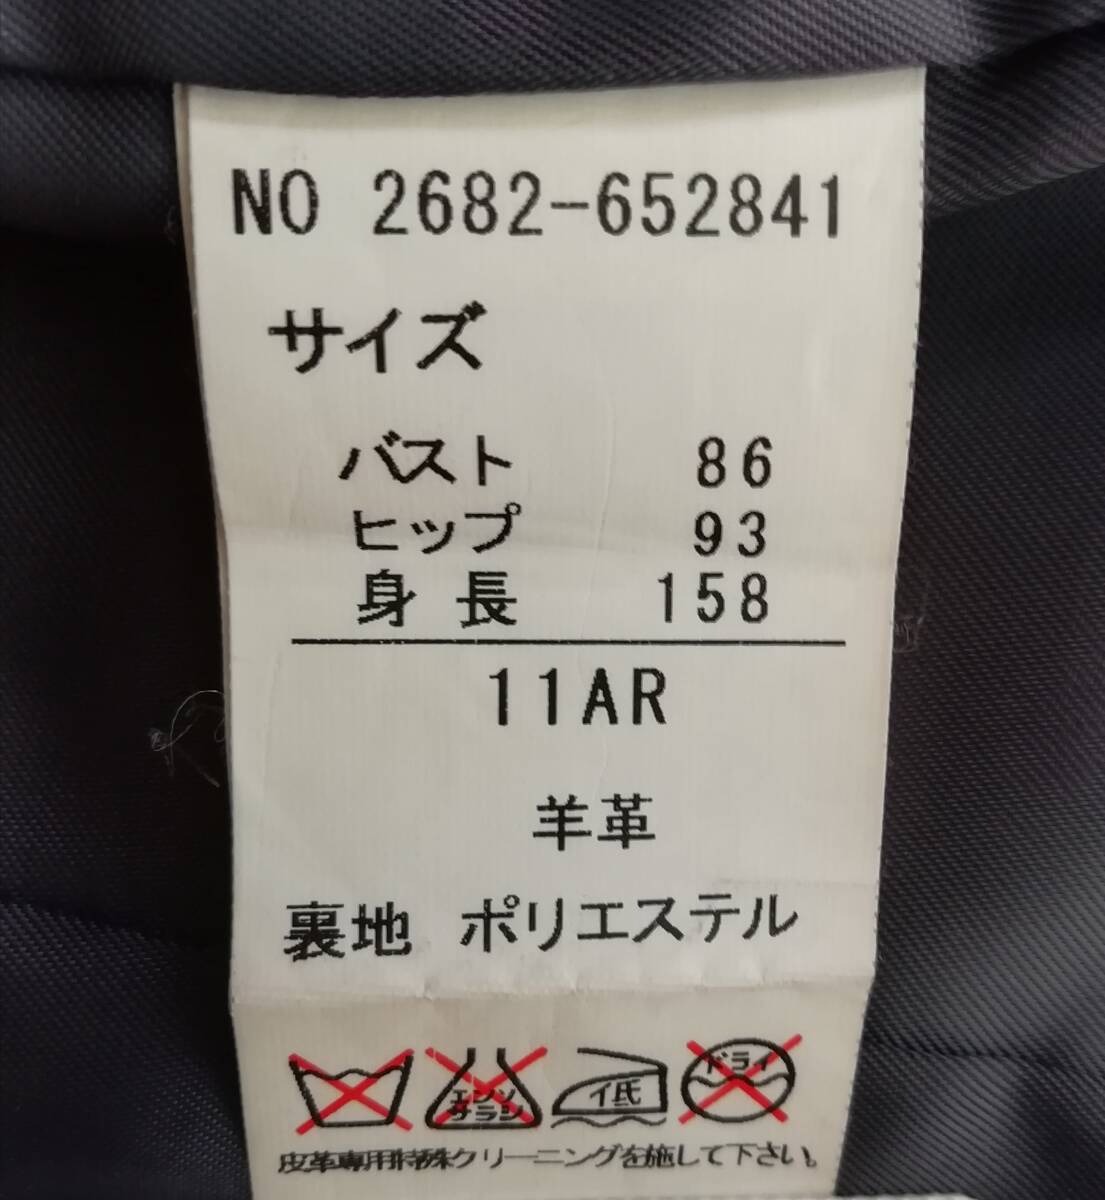 NO 2682-652841
サイズ
バスト 86
ヒップ 93
身長 158
11AR
羊革
裏地 ポリエステル
エンソサラシ イ氐 ドライ
皮革専用特殊クリーニングを施して下さい。